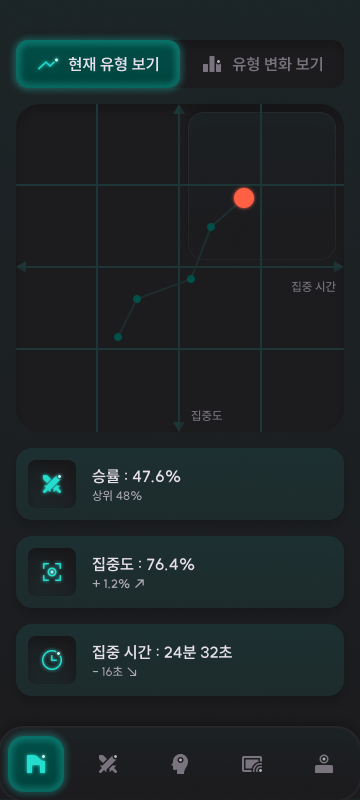 현재 유형 보기
유형 변화 보기
집중 시간
집중도
승률 : 47.6%
상위 48%
집중도 : 76.4%
+ 1.2% ↗
집중 시간 : 24분 32초
- 16초 ↘